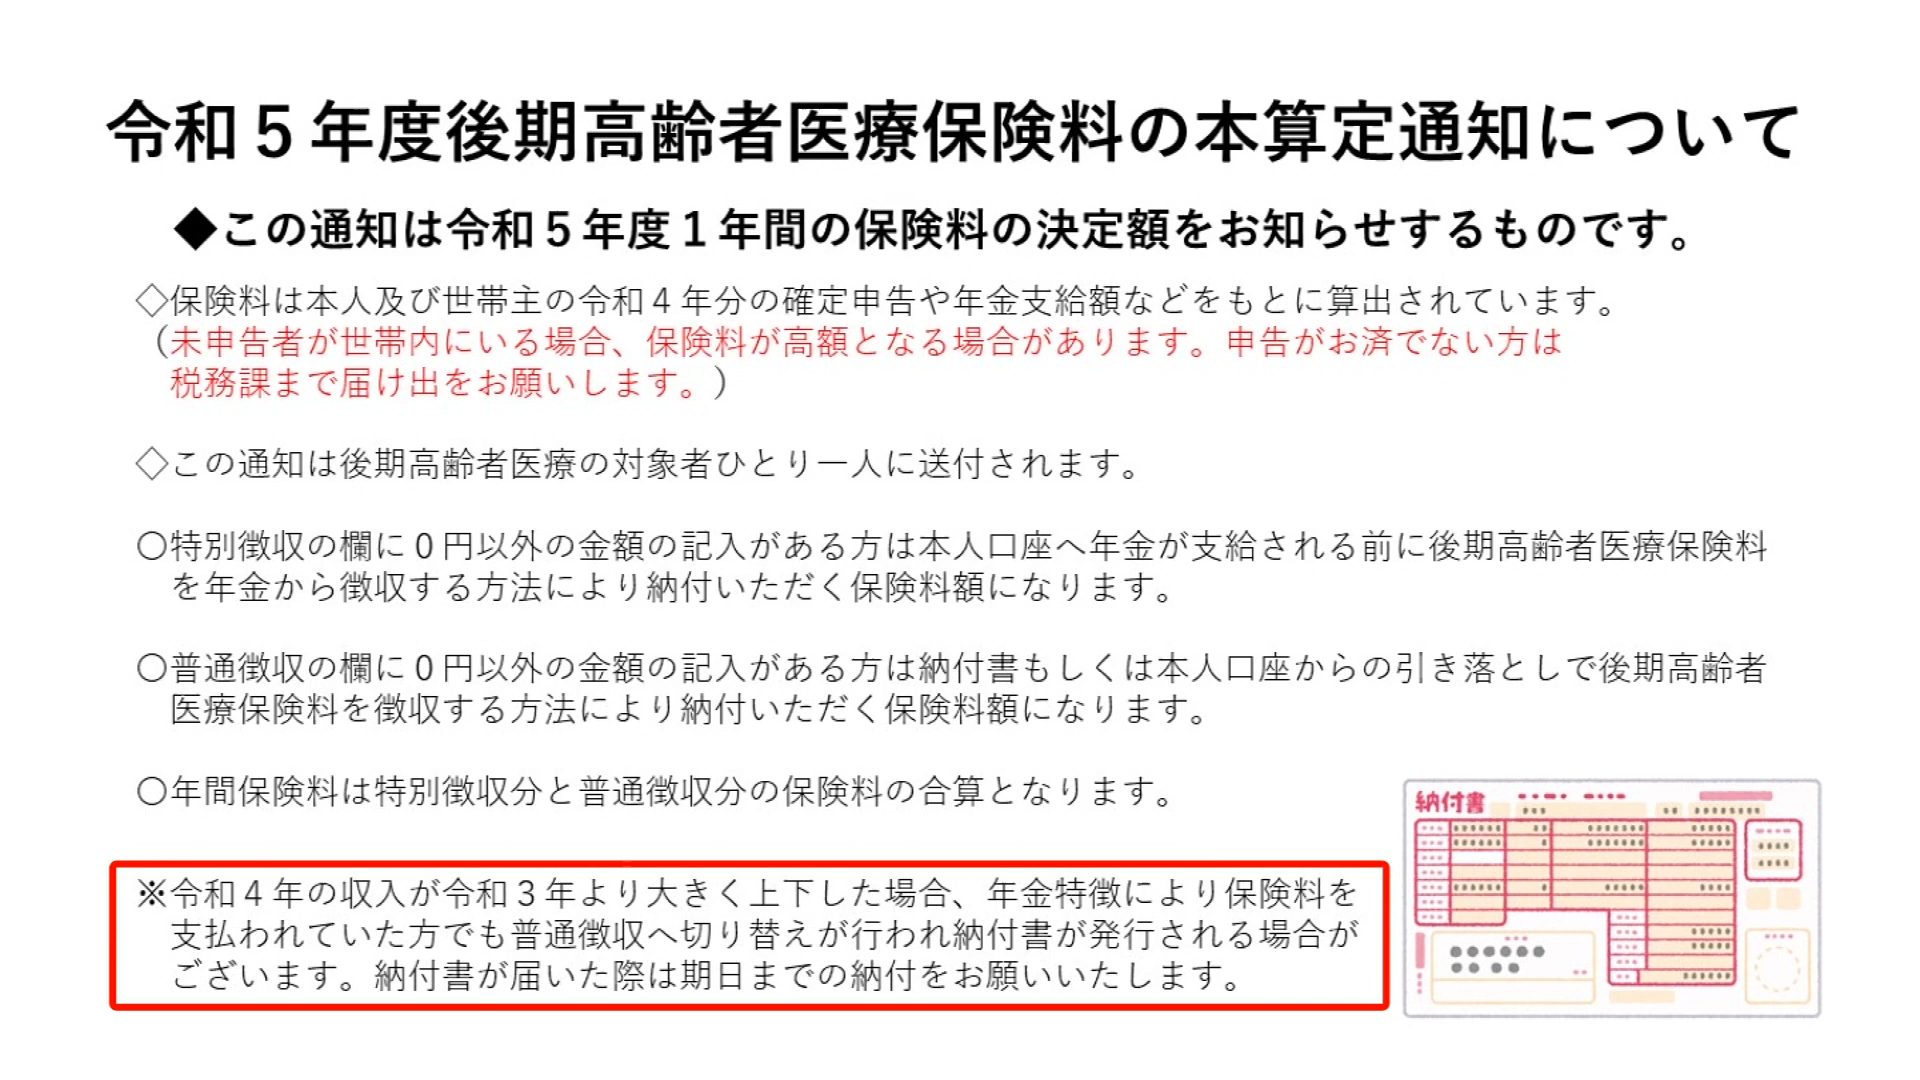 令和5年度後期高齢者医療保険料の本算定通知について
◆この通知は令和5年度1年間の保険料の決定額をお知らせするものです。
◇保険料は本人及び世帯主の令和4年分の確定申告や年金支給額などをもとに算出されています。
（未申告者が世帯内にいる場合、保険料が高額となる場合があります。申告がお済でない方は
税務課まで届け出をお願いします。）
◇この通知は後期高齢者医療の対象者ひとり一人に送付されます。
〇特別徴収の欄に0円以外の金額の記入がある方は本人口座へ年金が支給される前に後期高齢者医療保険料
を年金から徴収する方法により納付いただく保険料額になります。
〇普通徴収の欄に0円以外の金額の記入がある方は納付書もしくは本人口座からの引き落としで後期高齢者
医療保険料を徴収する方法により納付いただく保険料額になります。
〇年間保険料は特別徴収分と普通徴収分の保険料の合算となります。
※令和4年の収入が令和3年より大きく上下した場合、年金特徴により保険料を
支払われていた方でも普通徴収へ切り替えが行われ納付書が発行される場合が
ございます。納付書が届いた際は期日までの納付をお願いいたします。
納付書